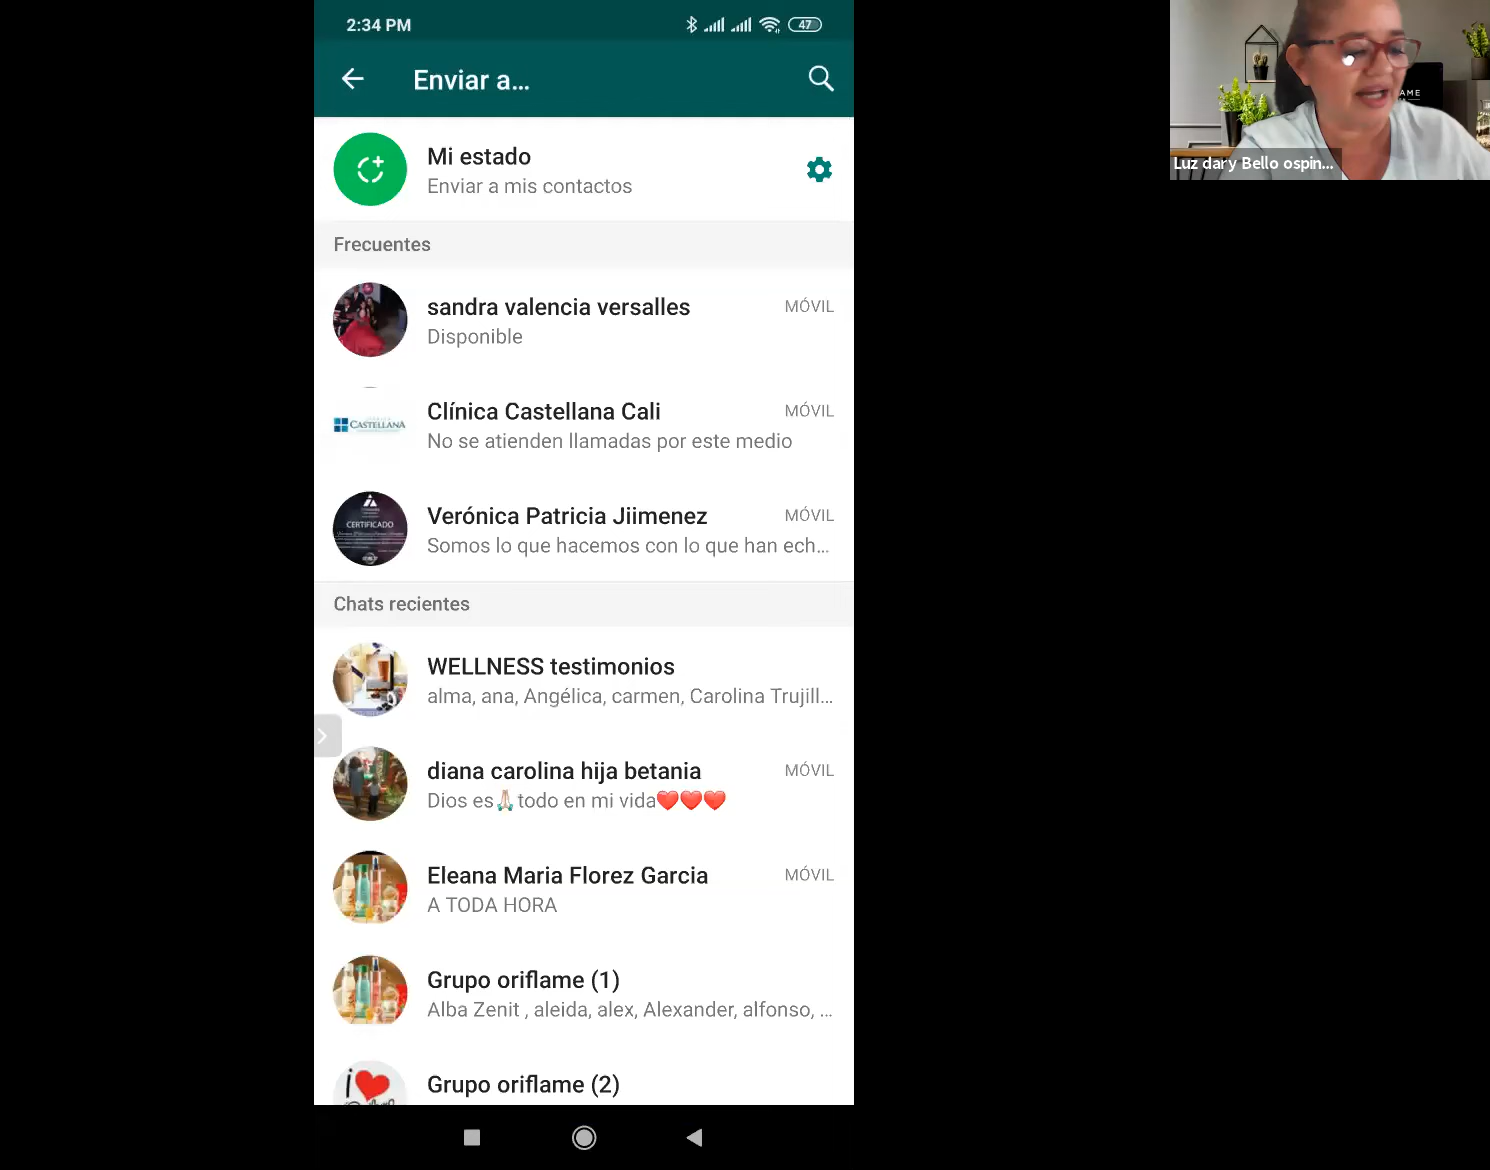 2:34 PM
47
Enviar a...
Mi estado
Enviar a mis contactos
Frecuentes
sandra valencia versalles
MÓVIL
Disponible
Clínica Castellana Cali
MÓVIL
CASTELLANA
No se atienden llamadas por este medio
Verónica Patricia Jiimenez
MÓVIL
CERTIFICADO
Somos lo que hacemos con lo que han ech...
Chats recientes
WELLNESS testimonios
alma, ana, Angélica, carmen, Carolina Trujill...
diana carolina hija betania
MÓVIL
Dios es🙏🏻todo en mi vida❤️❤️❤️
Eleana Maria Florez Garcia
MÓVIL
A TODA HORA
Grupo oriflame (1)
Alba Zenit , aleida, alex, Alexander, alfonso, ...
Grupo oriflame (2)
i
AME
Luz dary Bello ospin...